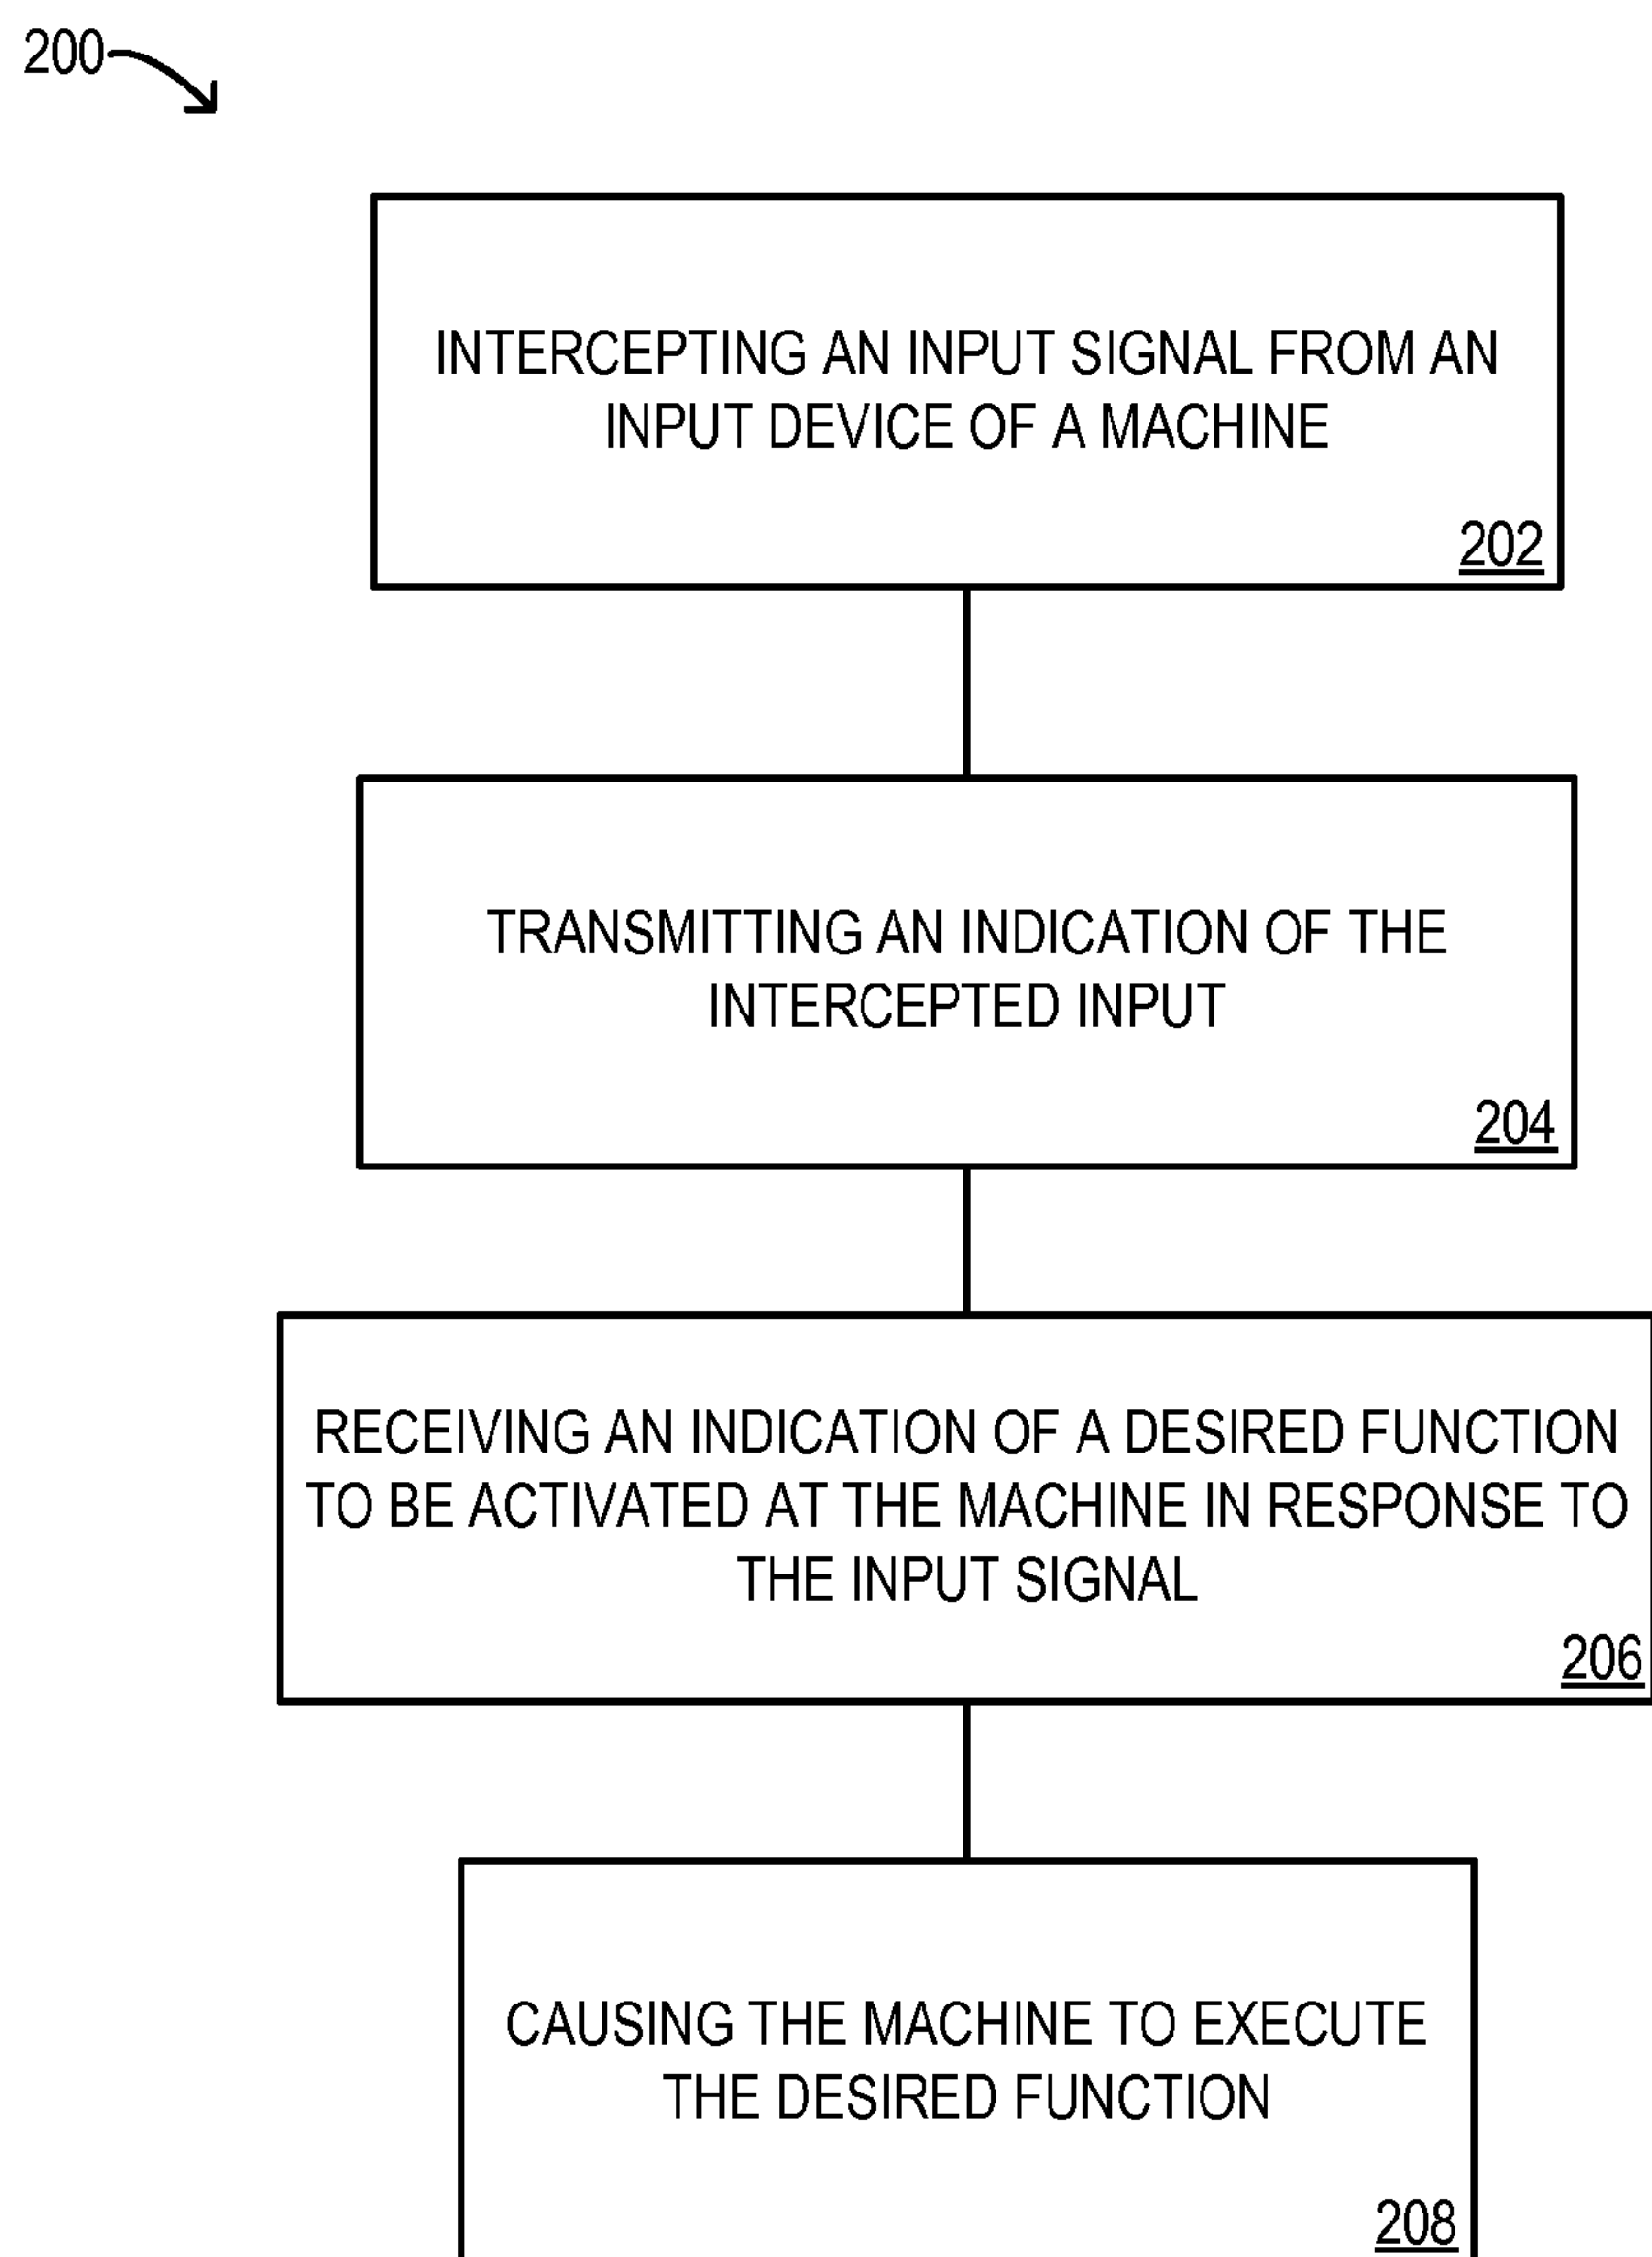 200
INTERCEPTING AN INPUT SIGNAL FROM AN
INPUT DEVICE OF A MACHINE
202
TRANSMITTING AN INDICATION OF THE
INTERCEPTED INPUT
204
RECEIVING AN INDICATION OF A DESIRED FUNCTION
TO BE ACTIVATED AT THE MACHINE IN RESPONSE TO
THE INPUT SIGNAL
206
CAUSING THE MACHINE TO EXECUTE
THE DESIRED FUNCTION
208